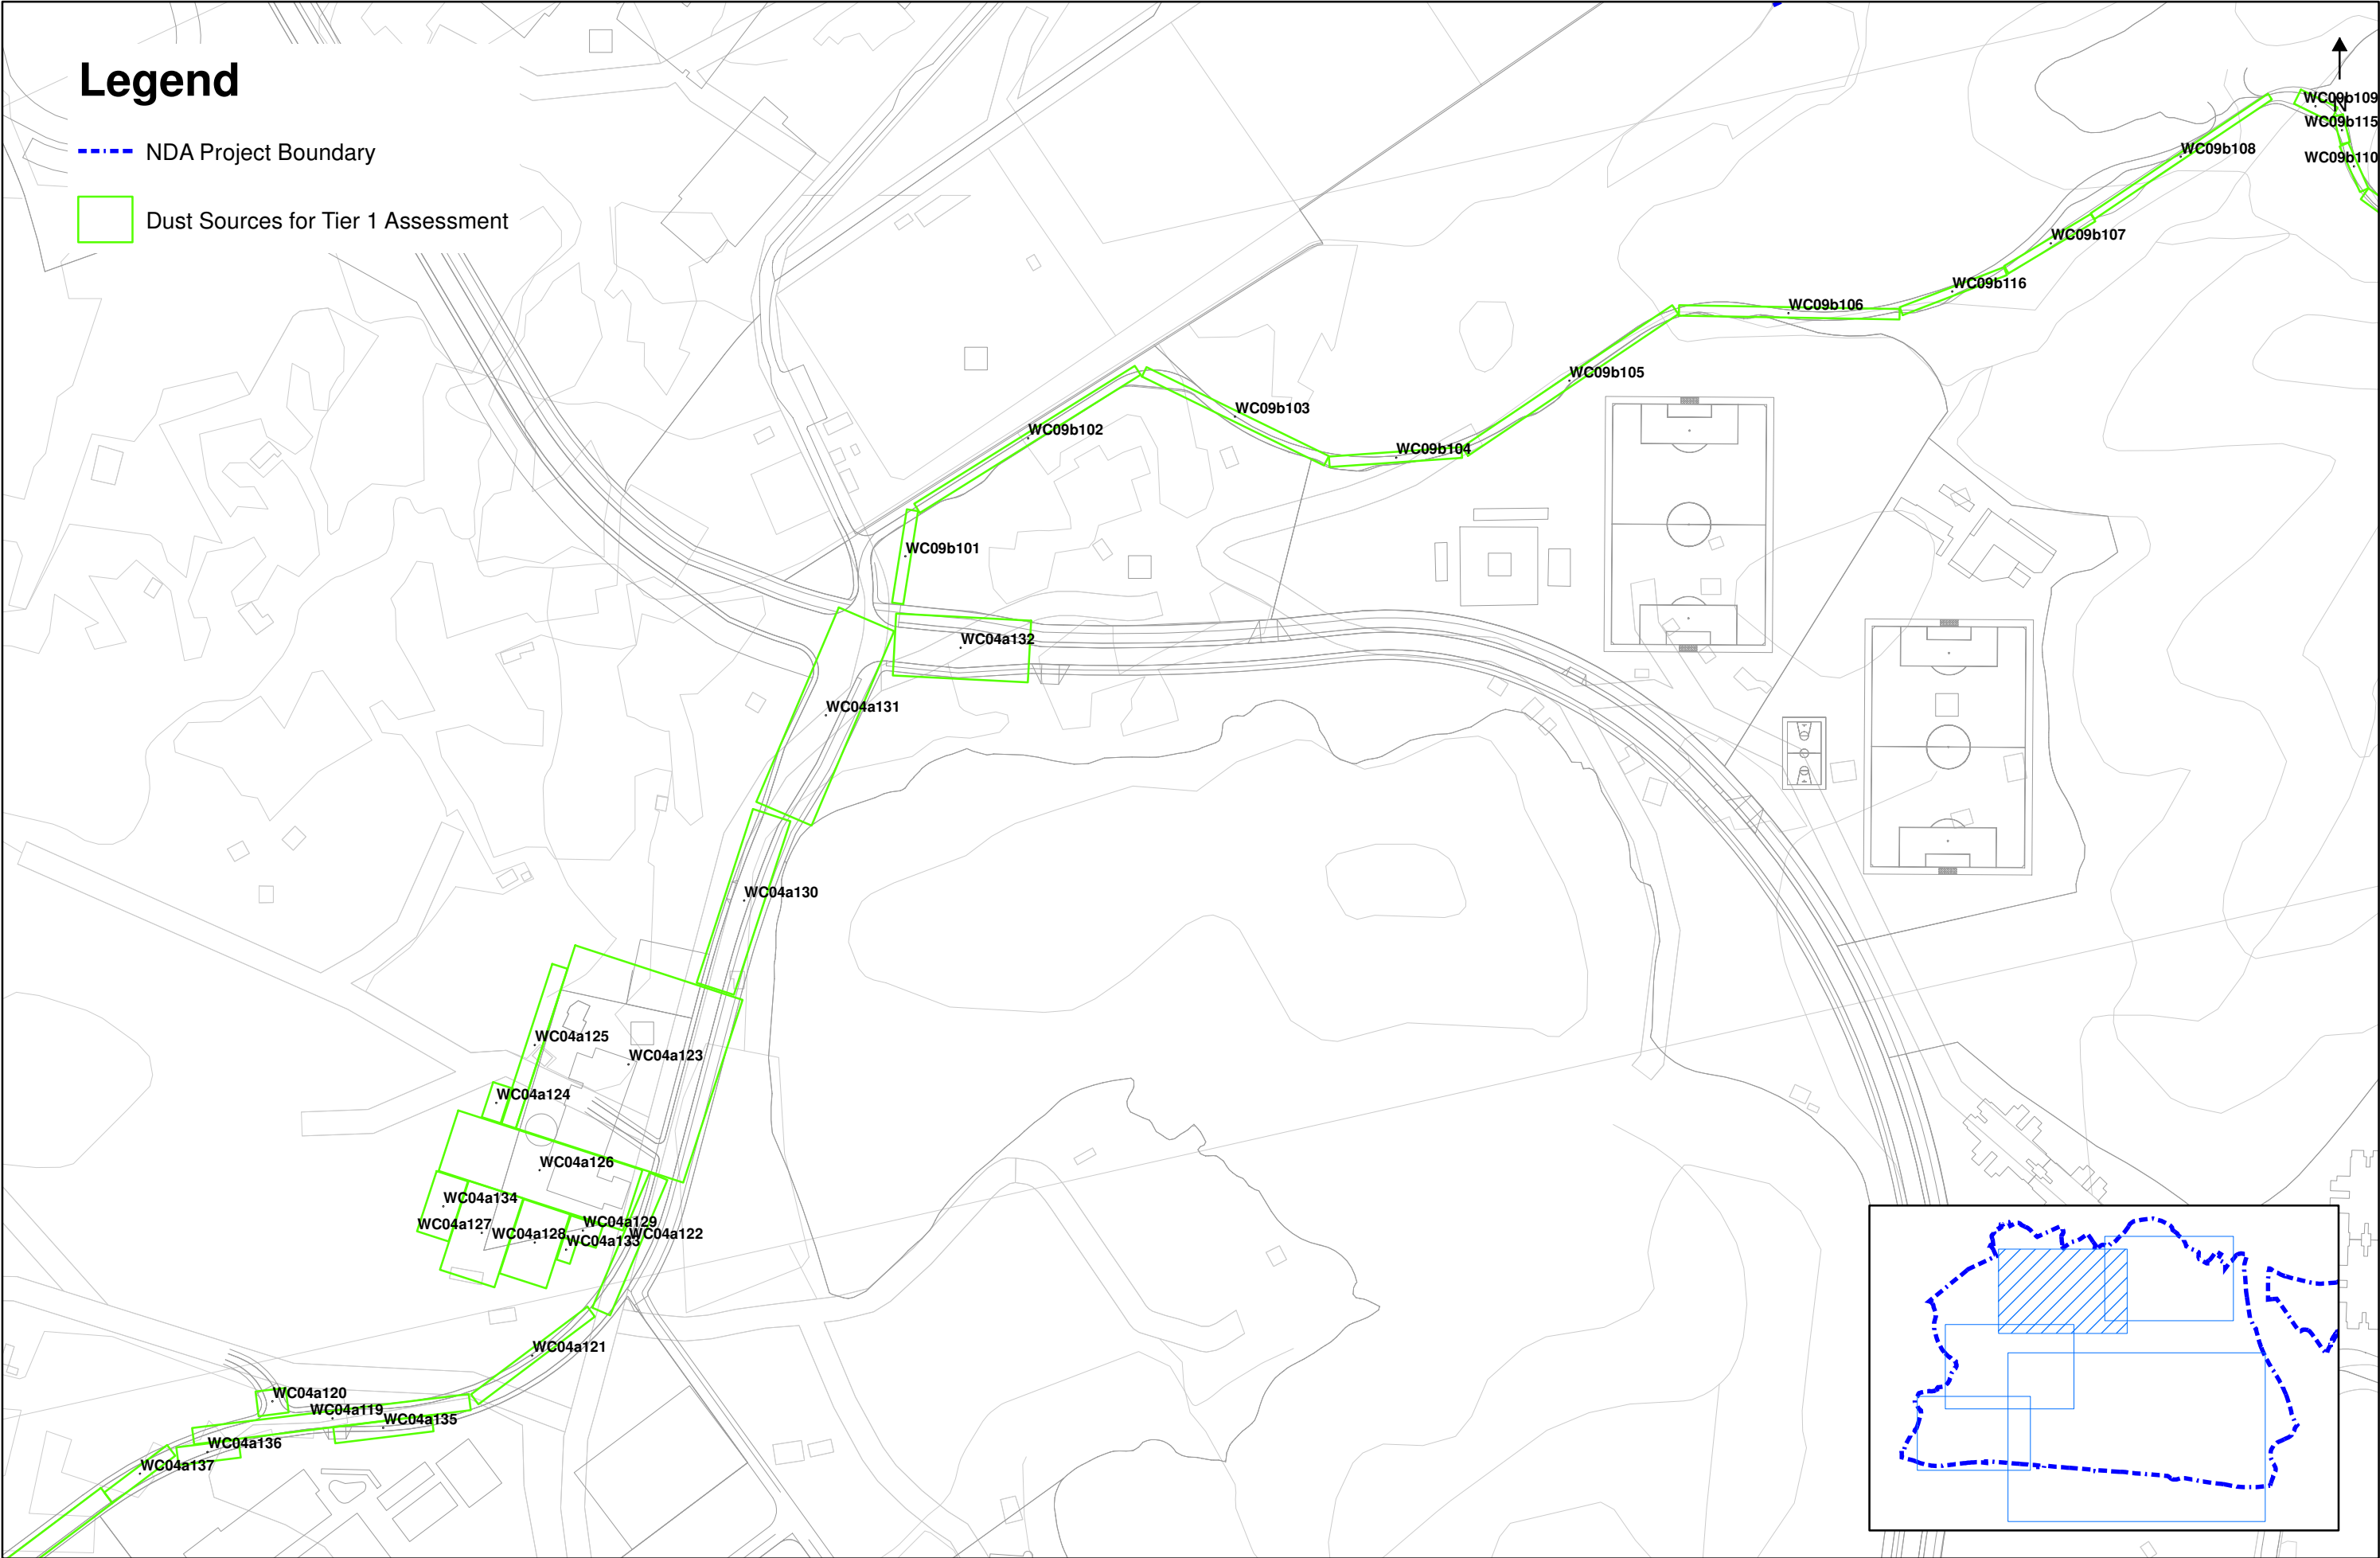 Legend
NDA Project Boundary
Dust Sources for Tier 1 Assessment
N
WC09b109
WC09b115
WC09b110
WC09b108
WC09b107
WC09b116
WC09b106
WC09b105
WC09b103
WC09b102
WC09b104
WC09b101
WC04a132
WC04a131
WC04a130
WC04a125
WC04a123
WC04a124
WC04a126
WC04a134
WC04a127
WC04a128
WC04a129
WC04a133
WC04a122
WC04a121
WC04a120
WC04a119
WC04a135
WC04a136
WC04a137